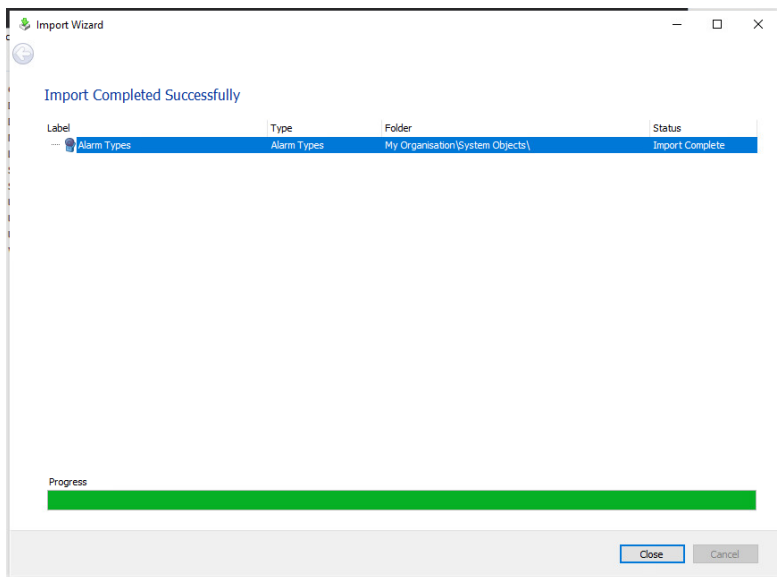 Import Wizard
Import Completed Successfully
Label Type Folder Status
Alarm Types Alarm Types My Organisation\System Objects\ Import Complete
Progress
Close Cancel